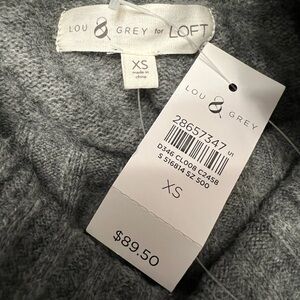 LOU & GREY for LOFT
XS
made in
china
LOU & GREY
28657347
S
D346 CL008 C2458
S 516814 SZ 500
XS
$89.50